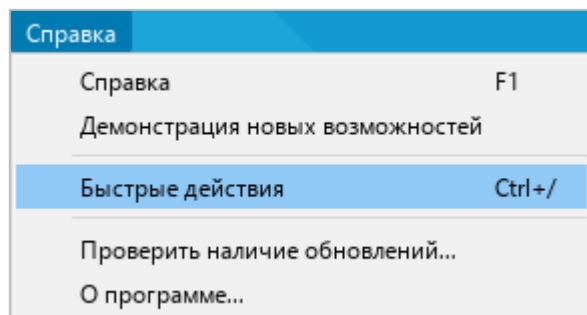 Справка
Справка F1
Демонстрация новых возможностей
Быстрые действия Ctrl+/
Проверить наличие обновлений...
О программе...